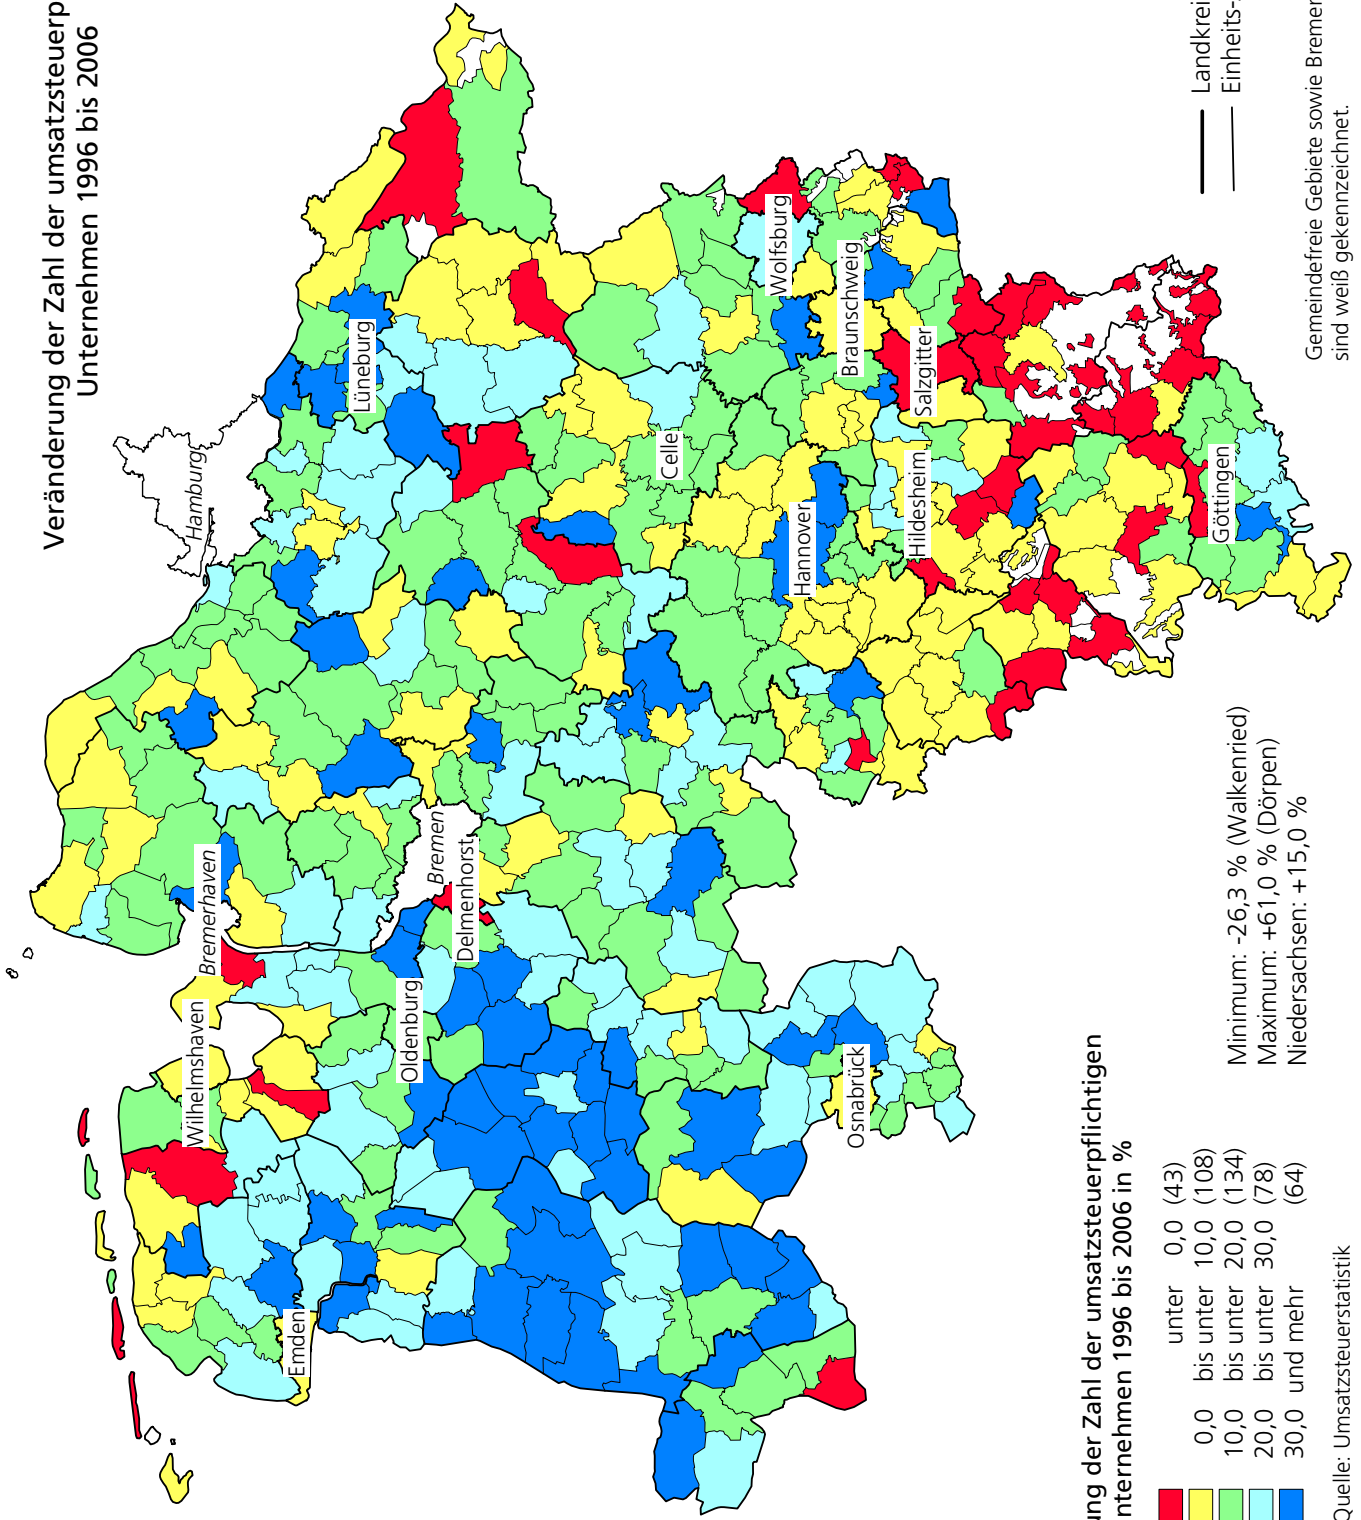 Veränderung der Zahl der umsatzsteuerp
Unternehmen 1996 bis 2006
Hamburg
Lüneburg
Bremerhaven
Wilhelmshaven
Emden
Bremen
Delmenhorst
Oldenburg
Celle
Wolfsburg
Braunschweig
Salzgitter
Hannover
Hildesheim
Osnabrück
Göttingen
Landkrei
Einheits-
Gemeindefreie Gebiete sowie Bremer
sind weiß gekennzeichnet.
ung der Zahl der umsatzsteuerpflichtigen
nternehmen 1996 bis 2006 in %
unter 0,0 (43)
0,0 bis unter 10,0 (108)
10,0 bis unter 20,0 (134)
20,0 bis unter 30,0 (78)
30,0 und mehr (64)
Minimum: -26,3 % (Walkenried)
Maximum: +61,0 % (Dörpen)
Niedersachsen: +15,0 %
Quelle: Umsatzsteuerstatistik